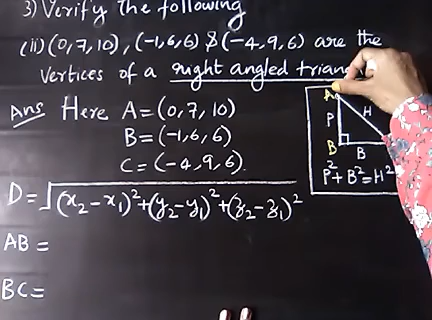 3) Verify the following
(ii) (0,7,10), (-1,6,6) & (-4,9,6) are the
vertices of a right angled
Ans Here A = (0,7,10)
B = (-1,6,6)
C = (-4,9,6).
A
P H
B B
P² + B² = H²
D = √(x₂ - x₁)² + (y₂ - y₁)² + (z₂ - z₁)²
AB =
BC =